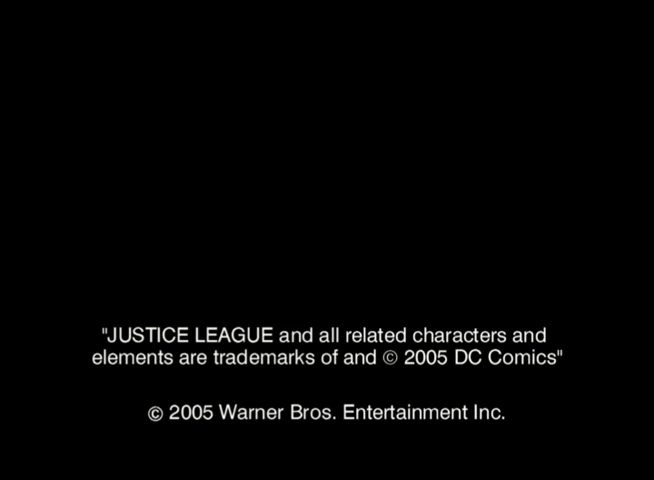 "JUSTICE LEAGUE and all related characters and
elements are trademarks of and © 2005 DC Comics"
© 2005 Warner Bros. Entertainment Inc.